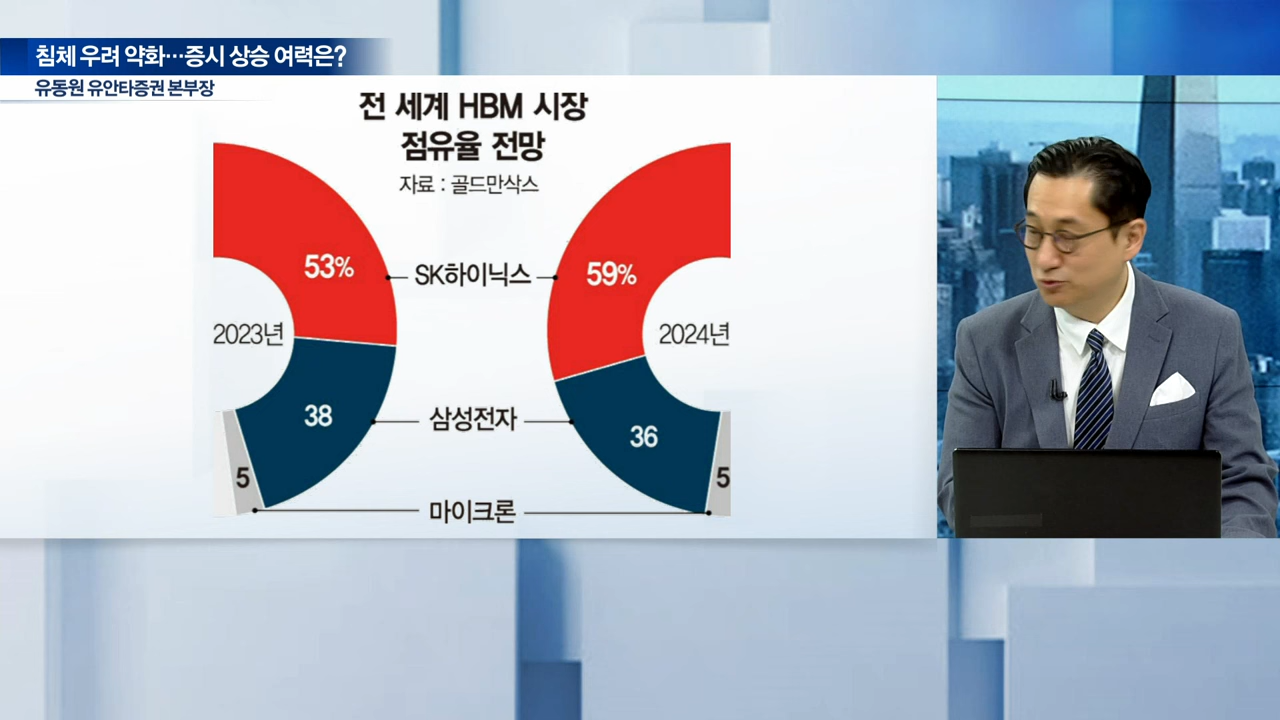 침체 우려 약화…증시 상승 여력은?
유동원 유안타증권 본부장
전 세계 HBM 시장
점유율 전망
자료 : 골드만삭스
53%
SK하이닉스
59%
2023년
2024년
38
삼성전자
36
5
마이크론
5